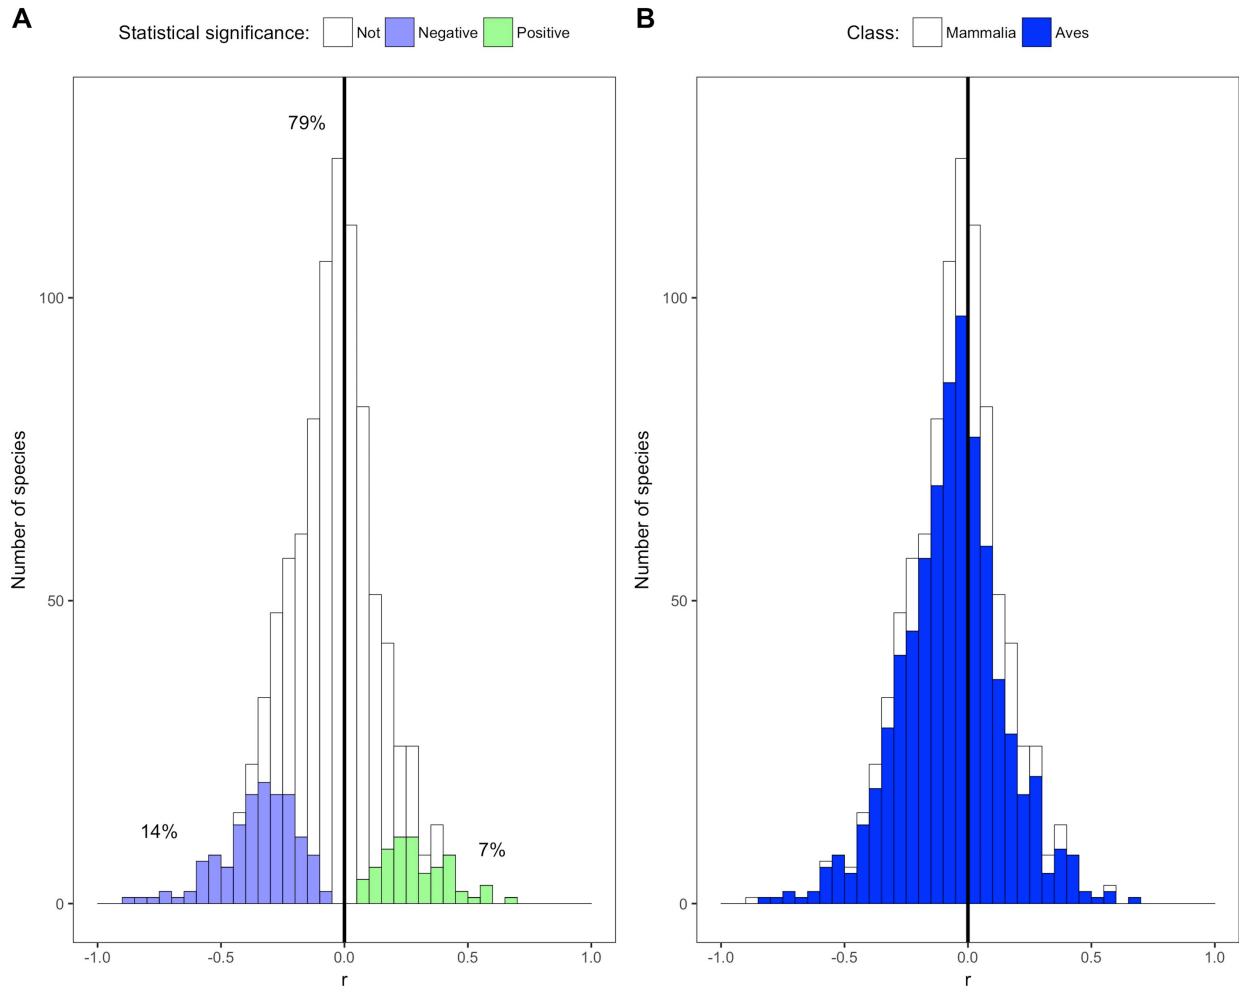 A
Statistical significance: Not Negative Positive
79%
14%
7%
100
50
0
Number of species
-1.0 -0.5 0.0 0.5 1.0
r
B
Class: Mammalia Aves
100
50
0
Number of species
-1.0 -0.5 0.0 0.5 1.0
r